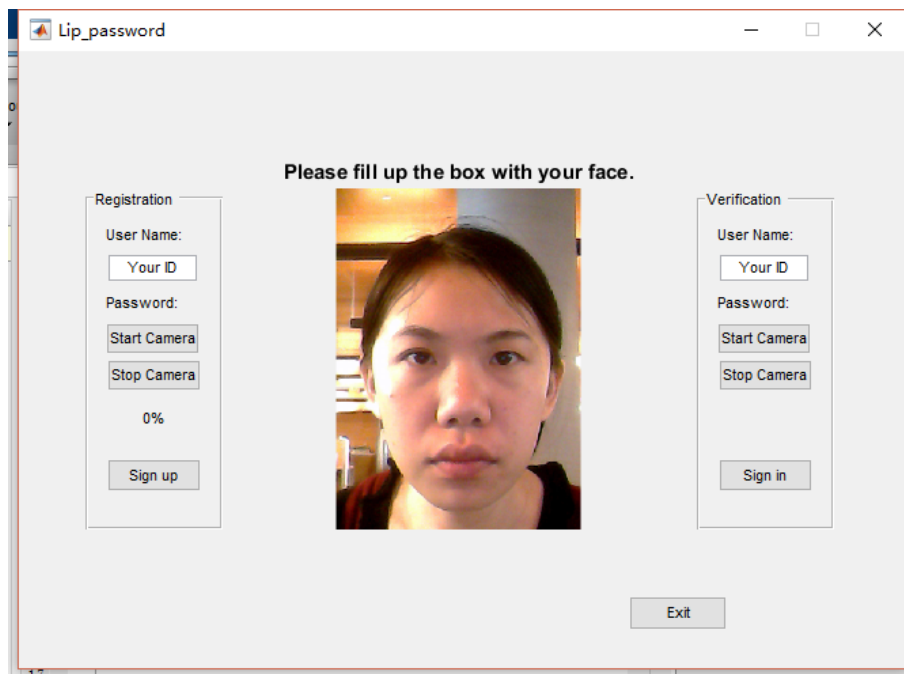 Lip_password
Please fill up the box with your face.
Registration
User Name:
Your ID
Password:
Start Camera
Stop Camera
0%
Sign up
Verification
User Name:
Your ID
Password:
Start Camera
Stop Camera
Sign in
Exit